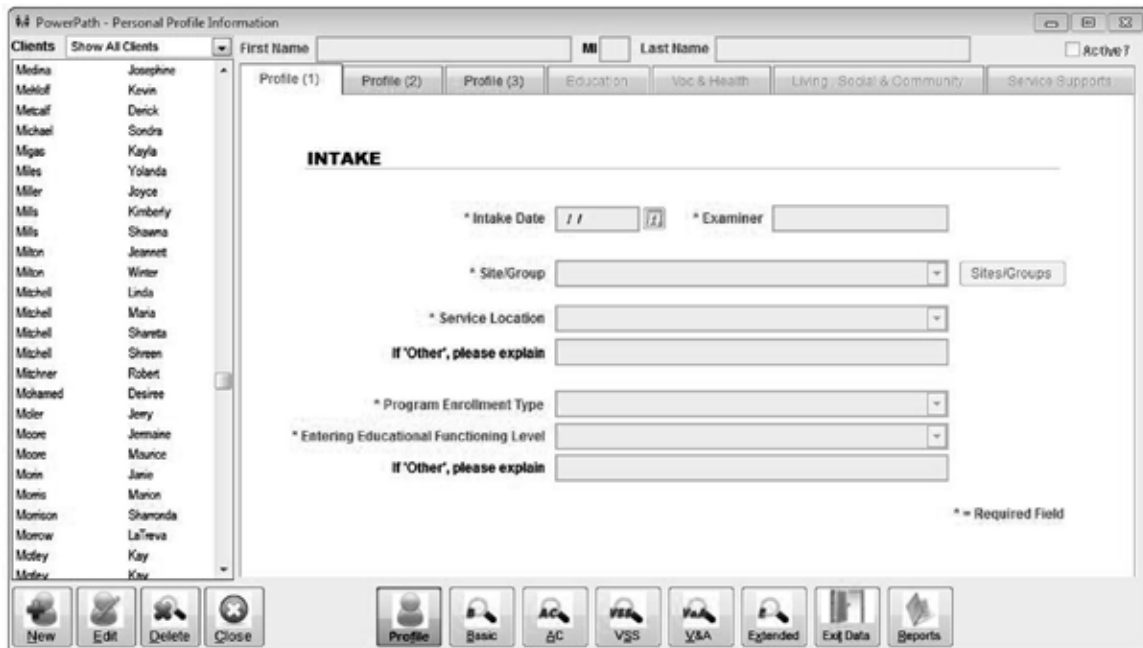 PowerPath - Personal Profile Information
Clients Show All Clients First Name MI Last Name Active?
Profile (1) Profile (2) Profile (3) Education Voc & Health Living, Social & Community Service Supports
Medina Josephine
Mehlof Kevin
Metcalf Derick
Michael Sondra
Migas Kayla
Miles Yolanda
Miller Joyce
Mills Kimberly
Mills Shawna
Milton Jeannett
Milton Winter
Mitchell Linda
Mitchell Maria
Mitchell Shareta
Mitchell Shreen
Mitchner Robert
Mohamed Desiree
Moler Jerry
Moore Jermaine
Moore Maurice
Morin Janie
Morris Marion
Morrison Sharronda
Morrow LaTreva
Motley Kay
Motley Kay
INTAKE
* Intake Date / / * Examiner
* Site/Group Sites/Groups
* Service Location
If 'Other', please explain
* Program Enrollment Type
* Entering Educational Functioning Level
If 'Other', please explain
* = Required Field
New Edit Delete Close Profile Basic AC VSS V&A Extended Exit Data Reports